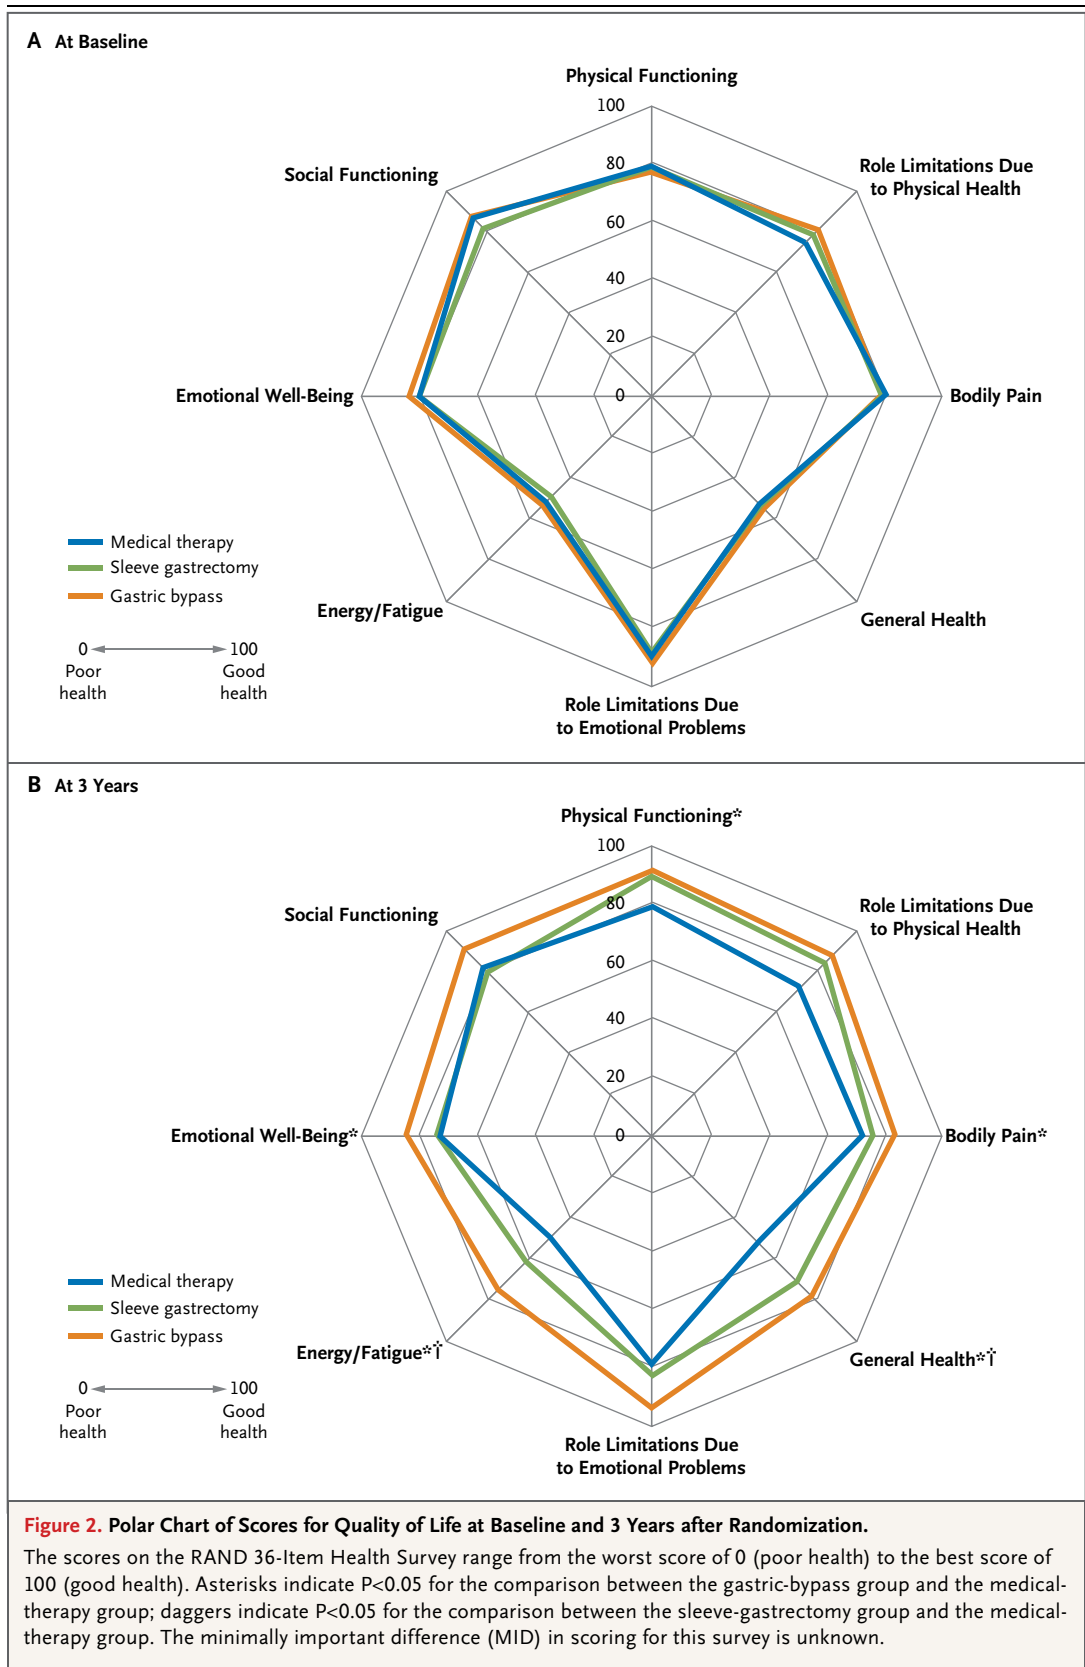 A At Baseline
Physical Functioning
100
Role Limitations Due
to Physical Health
Social Functioning
80
60
40
20
Emotional Well-Being
0
Bodily Pain
Medical therapy
Sleeve gastrectomy
Gastric bypass
Energy/Fatigue
General Health
0 100
Poor Good
health health
Role Limitations Due
to Emotional Problems
B At 3 Years
Physical Functioning*
100
Role Limitations Due
to Physical Health
Social Functioning
80
60
40
20
Emotional Well-Being*
0
Bodily Pain*
Medical therapy
Sleeve gastrectomy
Gastric bypass
Energy/Fatigue*†
General Health*†
0 100
Poor Good
health health
Role Limitations Due
to Emotional Problems
Figure 2. Polar Chart of Scores for Quality of Life at Baseline and 3 Years after Randomization.
The scores on the RAND 36-Item Health Survey range from the worst score of 0 (poor health) to the best score of
100 (good health). Asterisks indicate P<0.05 for the comparison between the gastric-bypass group and the medical-
therapy group; daggers indicate P<0.05 for the comparison between the sleeve-gastrectomy group and the medical-
therapy group. The minimally important difference (MID) in scoring for this survey is unknown.